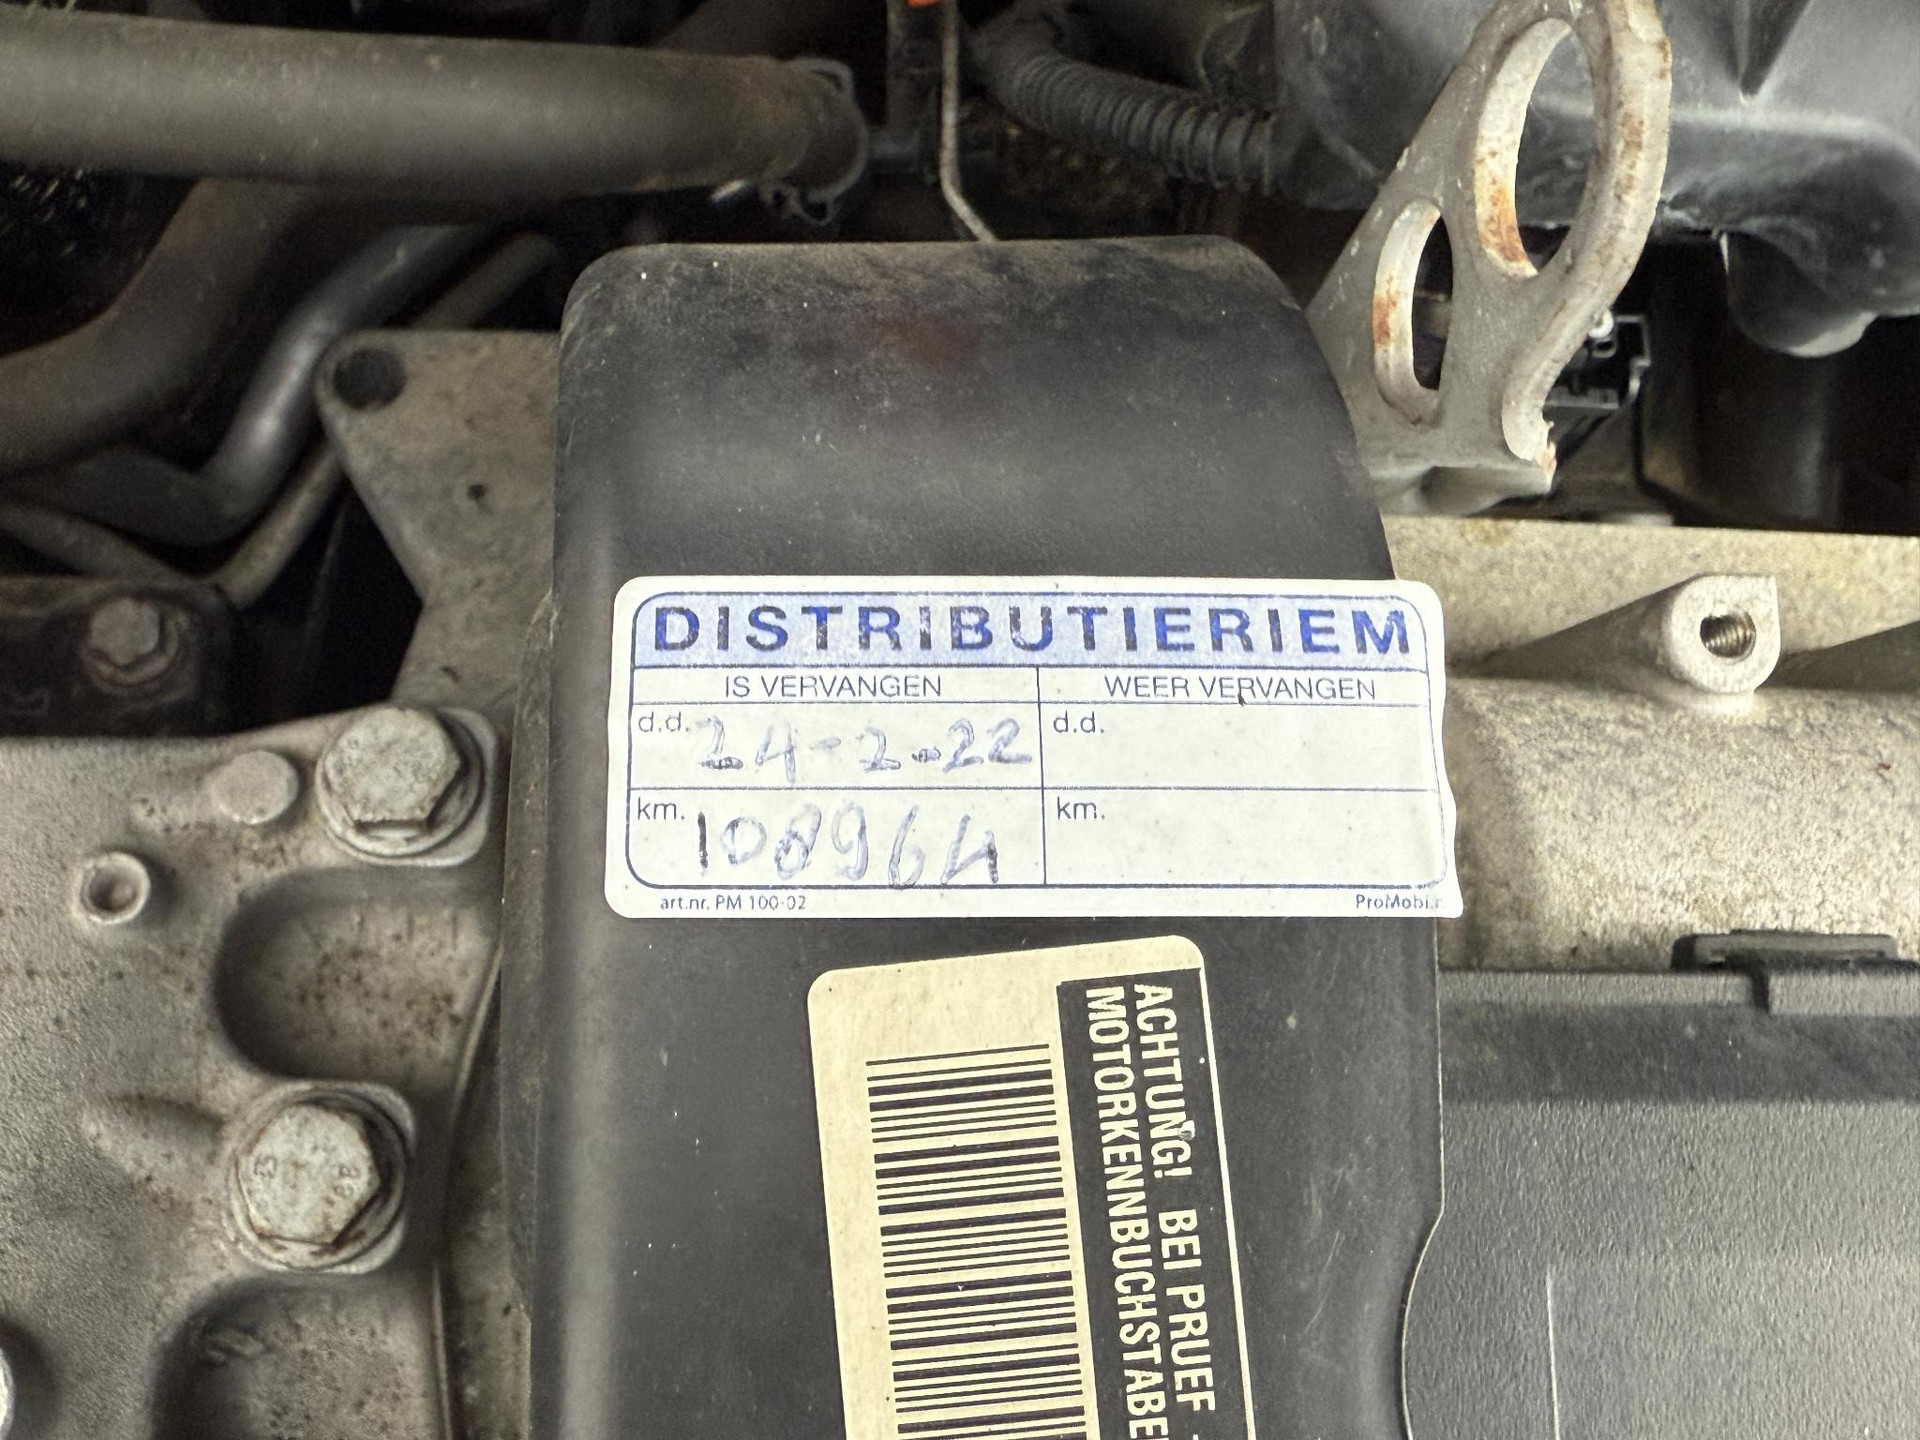 DISTRIBUTIERIEM
IS VERVANGEN
WEER VERVANGEN
d.d. 24-2-22
d.d.
km. 108964
km.
art.nr. PM 100-02
ACHTUNG! BEI PRUEF
MOTORKENNBUCHSTABE
88